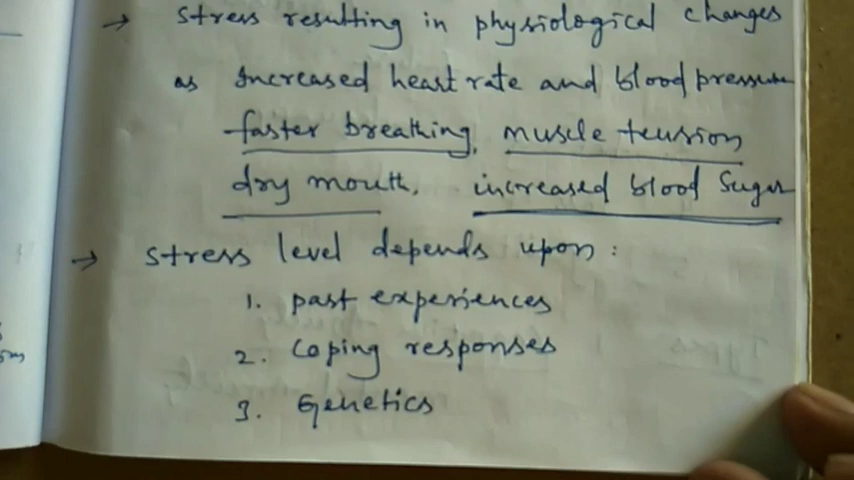 → stress resulting in physiological changes
as increased heart rate and blood pressure
faster breathing, muscle tension
dry mouth, increased blood sugar
→ stress level depends upon :
1. past experiences
2. Coping responses
3. Genetics